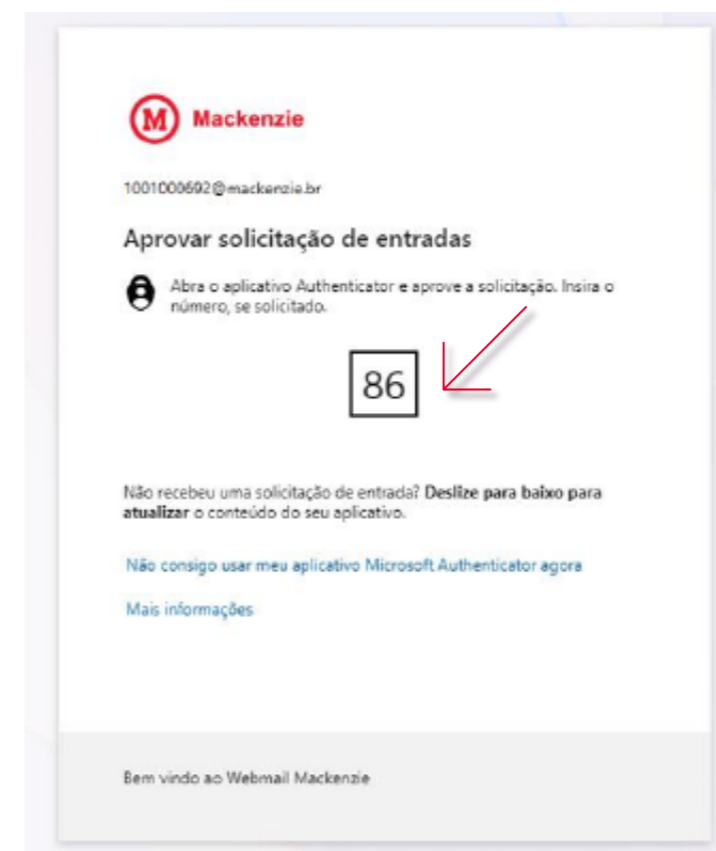 M Mackenzie
1001000692@mackenzie.br
Aprovar solicitação de entradas
Abra o aplicativo Authenticator e aprove a solicitação. Insira o
número, se solicitado.
86
Não recebeu uma solicitação de entrada? Deslize para baixo para
atualizar o conteúdo do seu aplicativo.
Não consigo usar meu aplicativo Microsoft Authenticator agora
Mais informações
Bem vindo ao Webmail Mackenzie